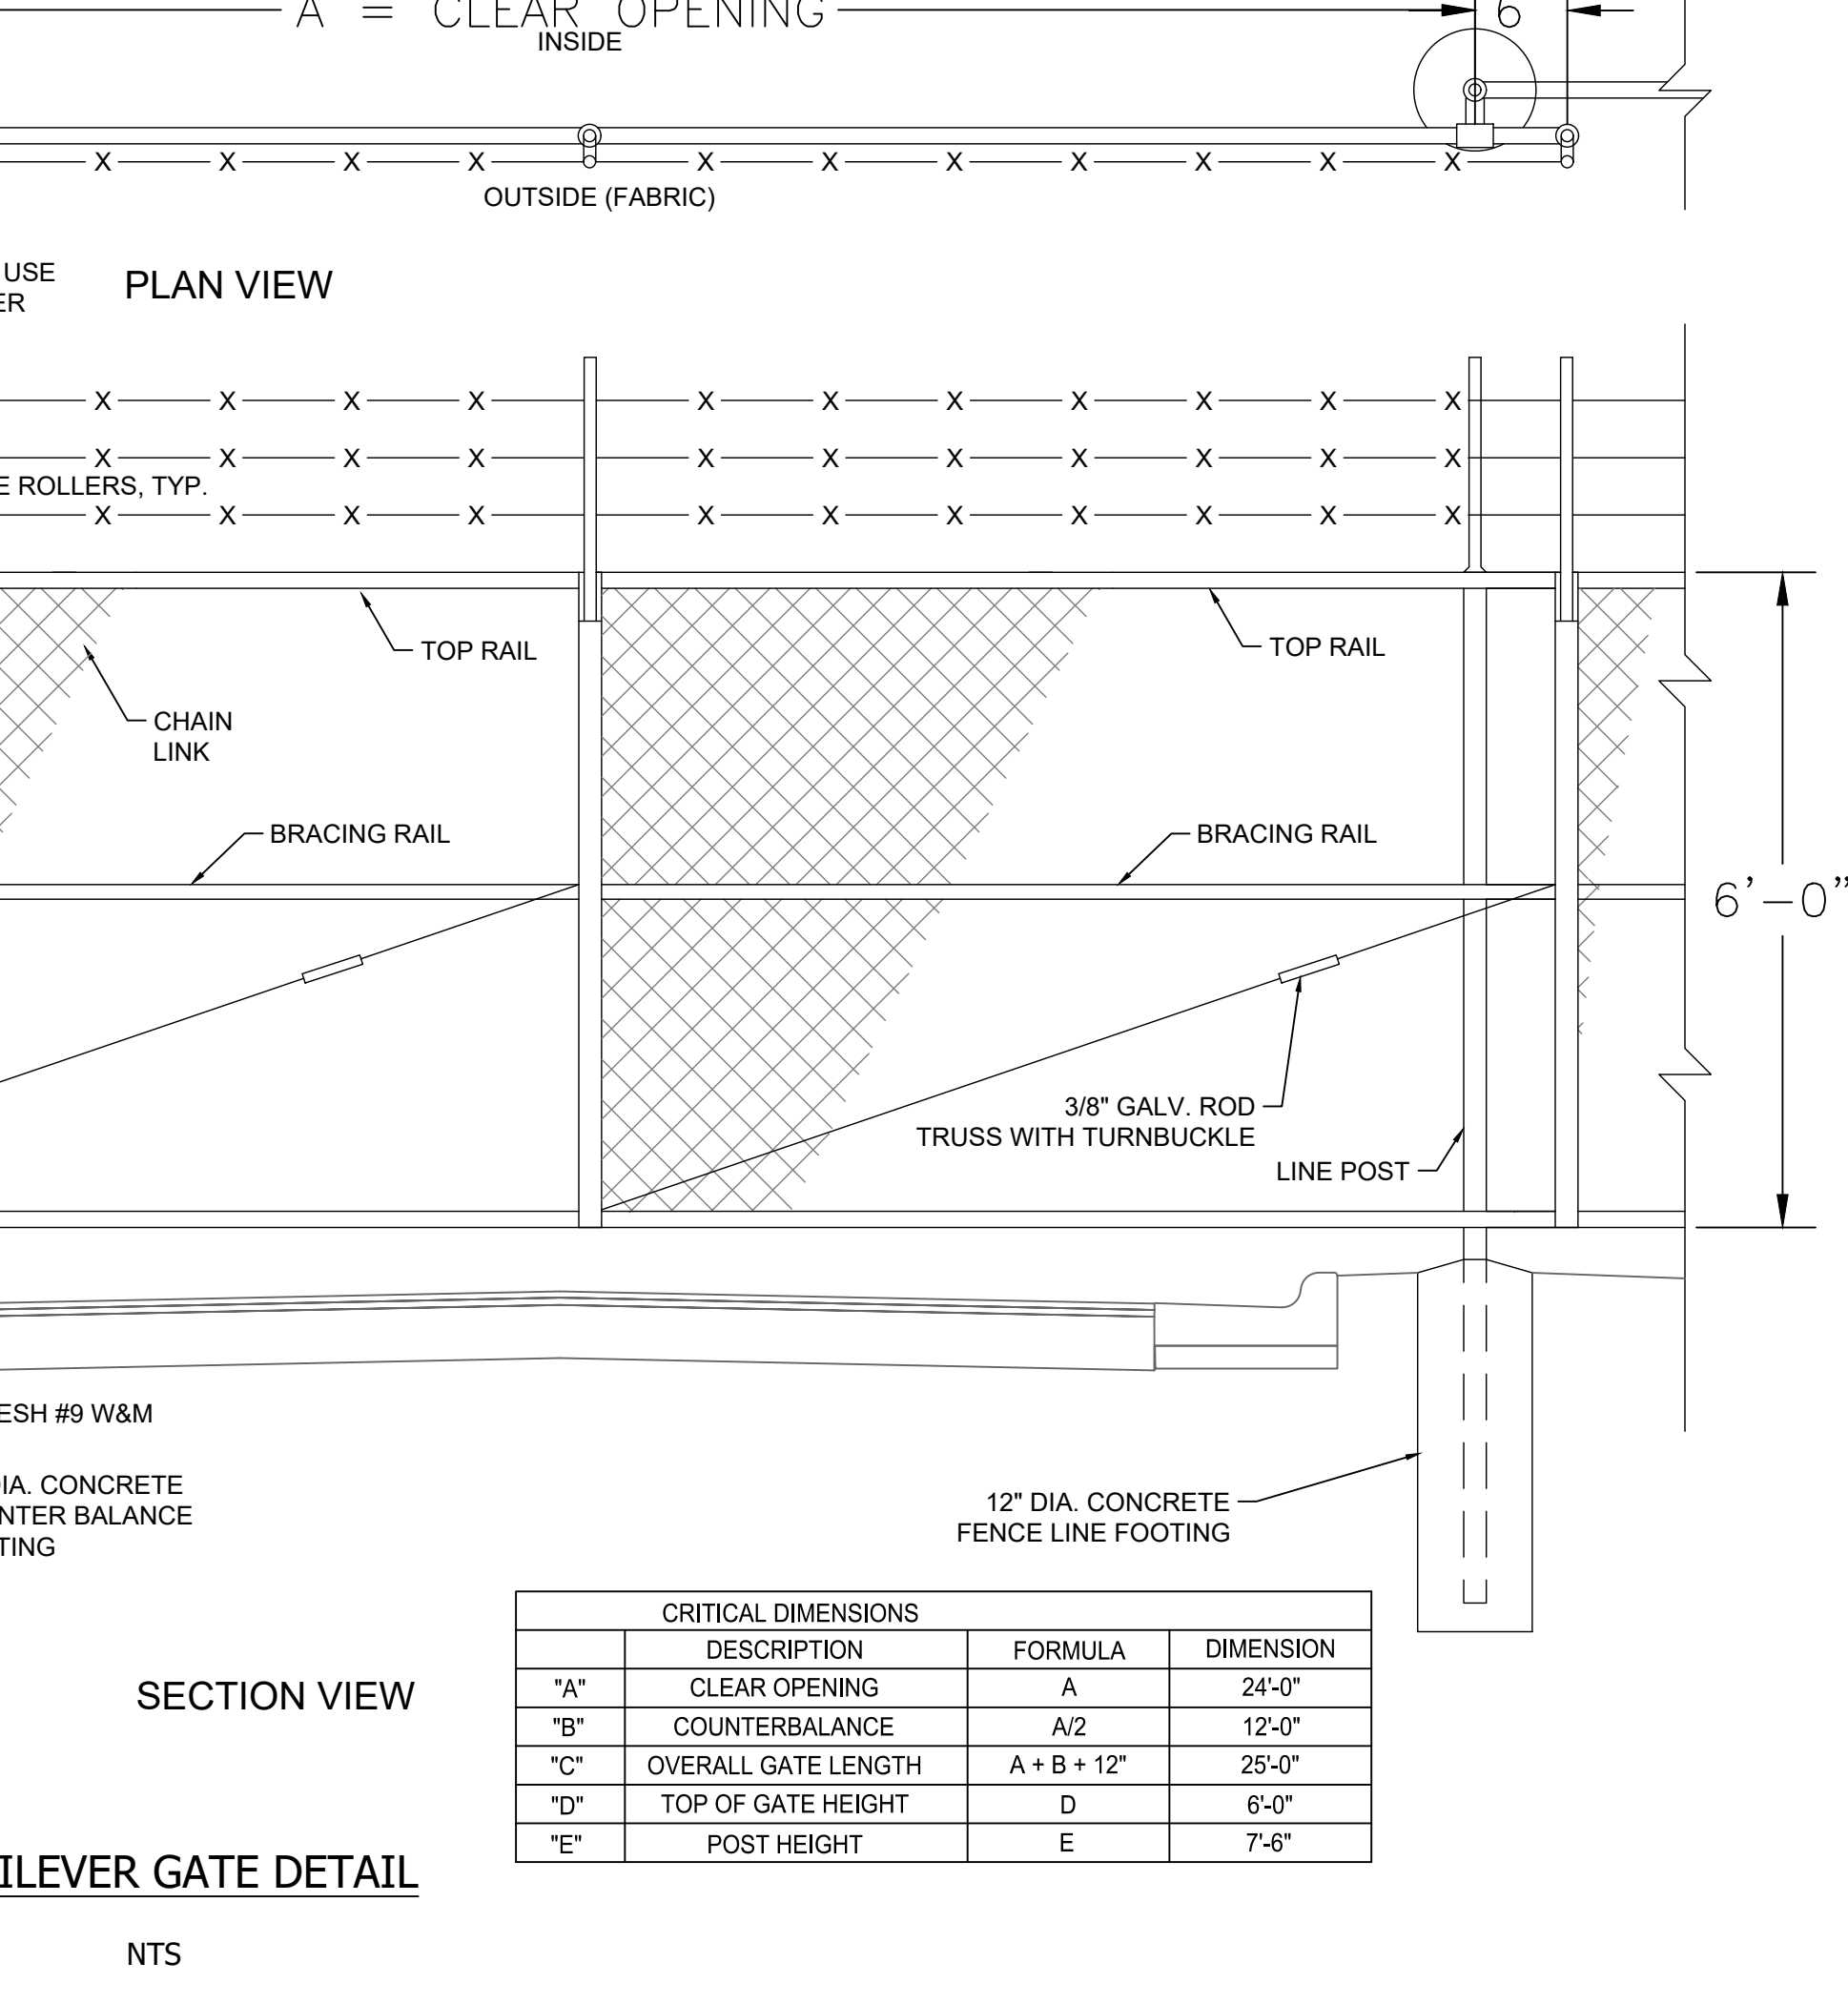 A = CLEAR OPENING
6
INSIDE
X X X X X X X X X X X
OUTSIDE (FABRIC)
USE
ER
PLAN VIEW
X X X X X X X X X X X
X X X X X X X X X X X
E ROLLERS, TYP.
X X X X X X X X X X X
TOP RAIL
TOP RAIL
CHAIN
LINK
BRACING RAIL
BRACING RAIL
6'-0"
3/8" GALV. ROD
TRUSS WITH TURNBUCKLE
LINE POST
ESH #9 W&M
DIA. CONCRETE
NTER BALANCE
TING
12" DIA. CONCRETE
FENCE LINE FOOTING
CRITICAL DIMENSIONS
DESCRIPTION FORMULA DIMENSION
"A" CLEAR OPENING A 24'-0"
"B" COUNTERBALANCE A/2 12'-0"
"C" OVERALL GATE LENGTH A + B + 12" 25'-0"
"D" TOP OF GATE HEIGHT D 6'-0"
"E" POST HEIGHT E 7'-6"
SECTION VIEW
ILEVER GATE DETAIL
NTS